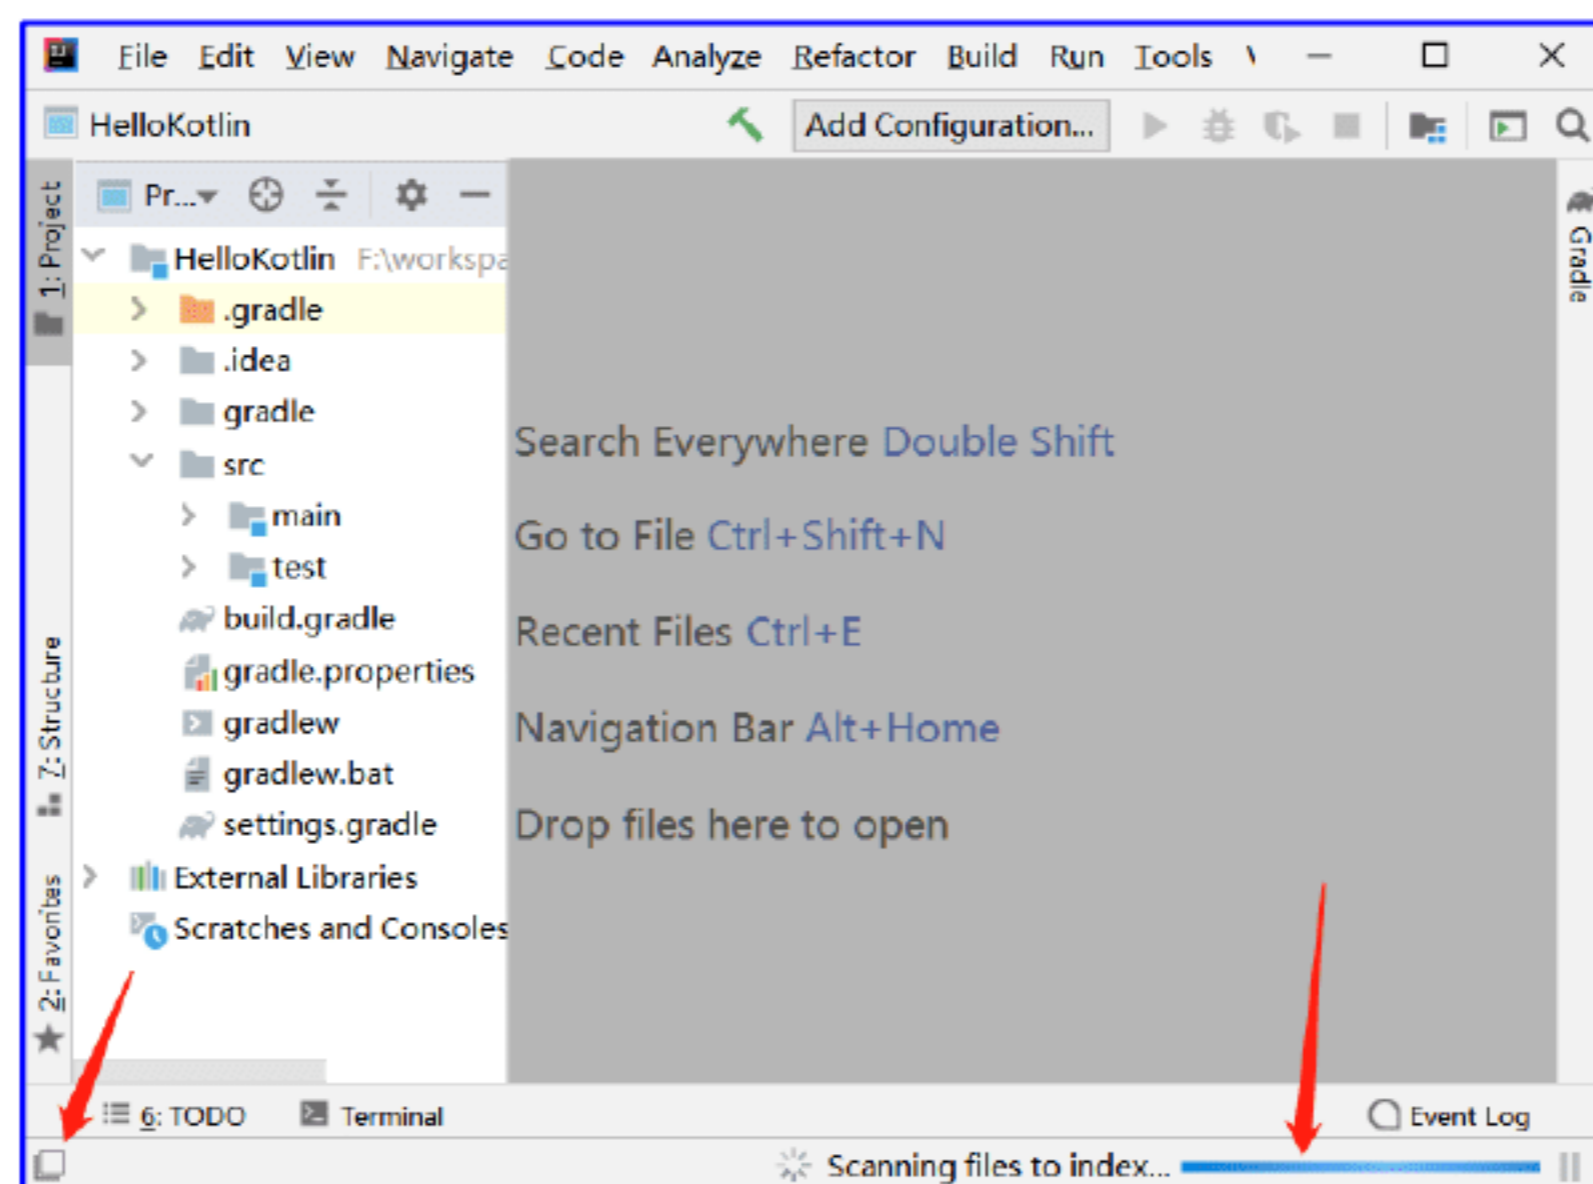 File Edit View Navigate Code Analyze Refactor Build Run Tools
HelloKotlin
Add Configuration...
1: Project
Pr...
HelloKotlin F:\workspa
.gradle
.idea
gradle
src
main
test
build.gradle
gradle.properties
gradlew
gradlew.bat
settings.gradle
External Libraries
Scratches and Consoles
7: Structure
2: Favorites
Search Everywhere Double Shift
Go to File Ctrl+Shift+N
Recent Files Ctrl+E
Navigation Bar Alt+Home
Drop files here to open
Gradle
6: TODO Terminal
Event Log
Scanning files to index...